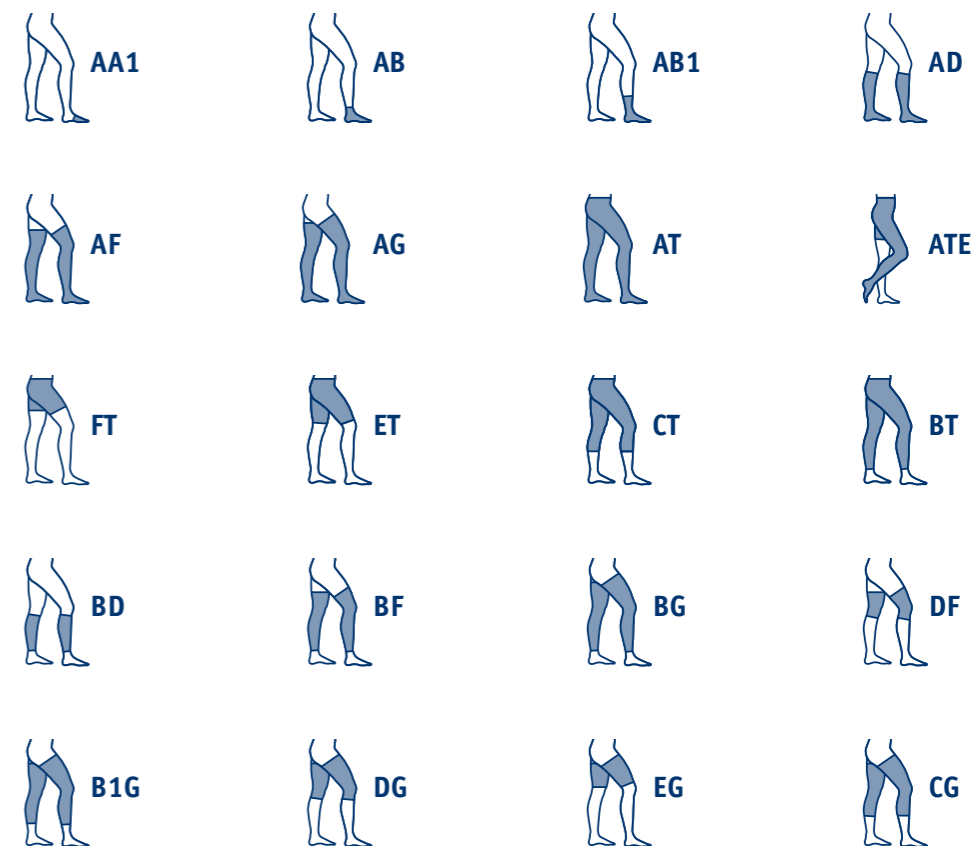 AA1 AB AB1 AD
AF AG AT ATE
FT ET CT BT
BD BF BG DF
B1G DG EG CG